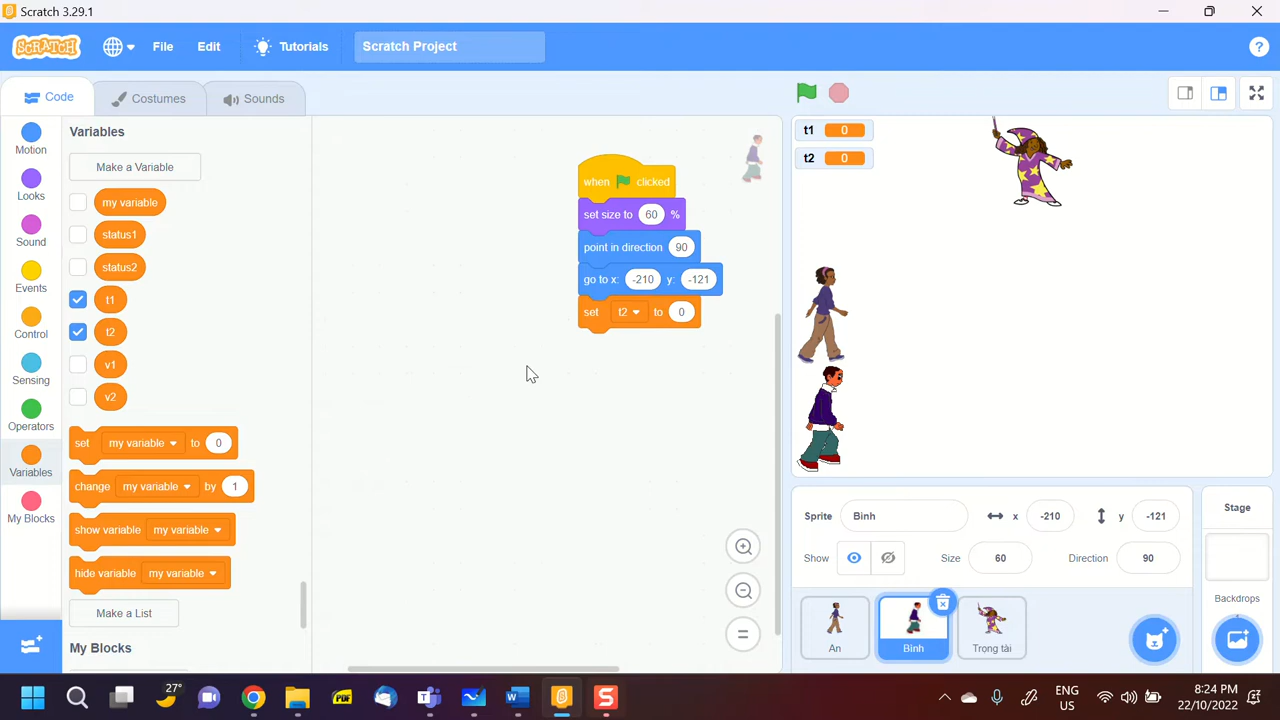 Scratch 3.29.1
SCRATCH File Edit Tutorials Scratch Project ?
Code Costumes Sounds
Motion
Looks
Sound
Events
Control
Sensing
Operators
Variables
My Blocks
Variables
Make a Variable
my variable
status1
status2
t1
t2
v1
v2
set my variable to 0
change my variable by 1
show variable my variable
hide variable my variable
Make a List
My Blocks
when clicked
set size to 60 %
point in direction 90
go to x: -210 y: -121
set t2 to 0
t1 0
t2 0
Sprite Bình x -210 y -121
Show Size 60 Direction 90
An Bình Trọng tài
Stage
Backdrops
27° PDF ENG US 8:24 PM 22/10/2022